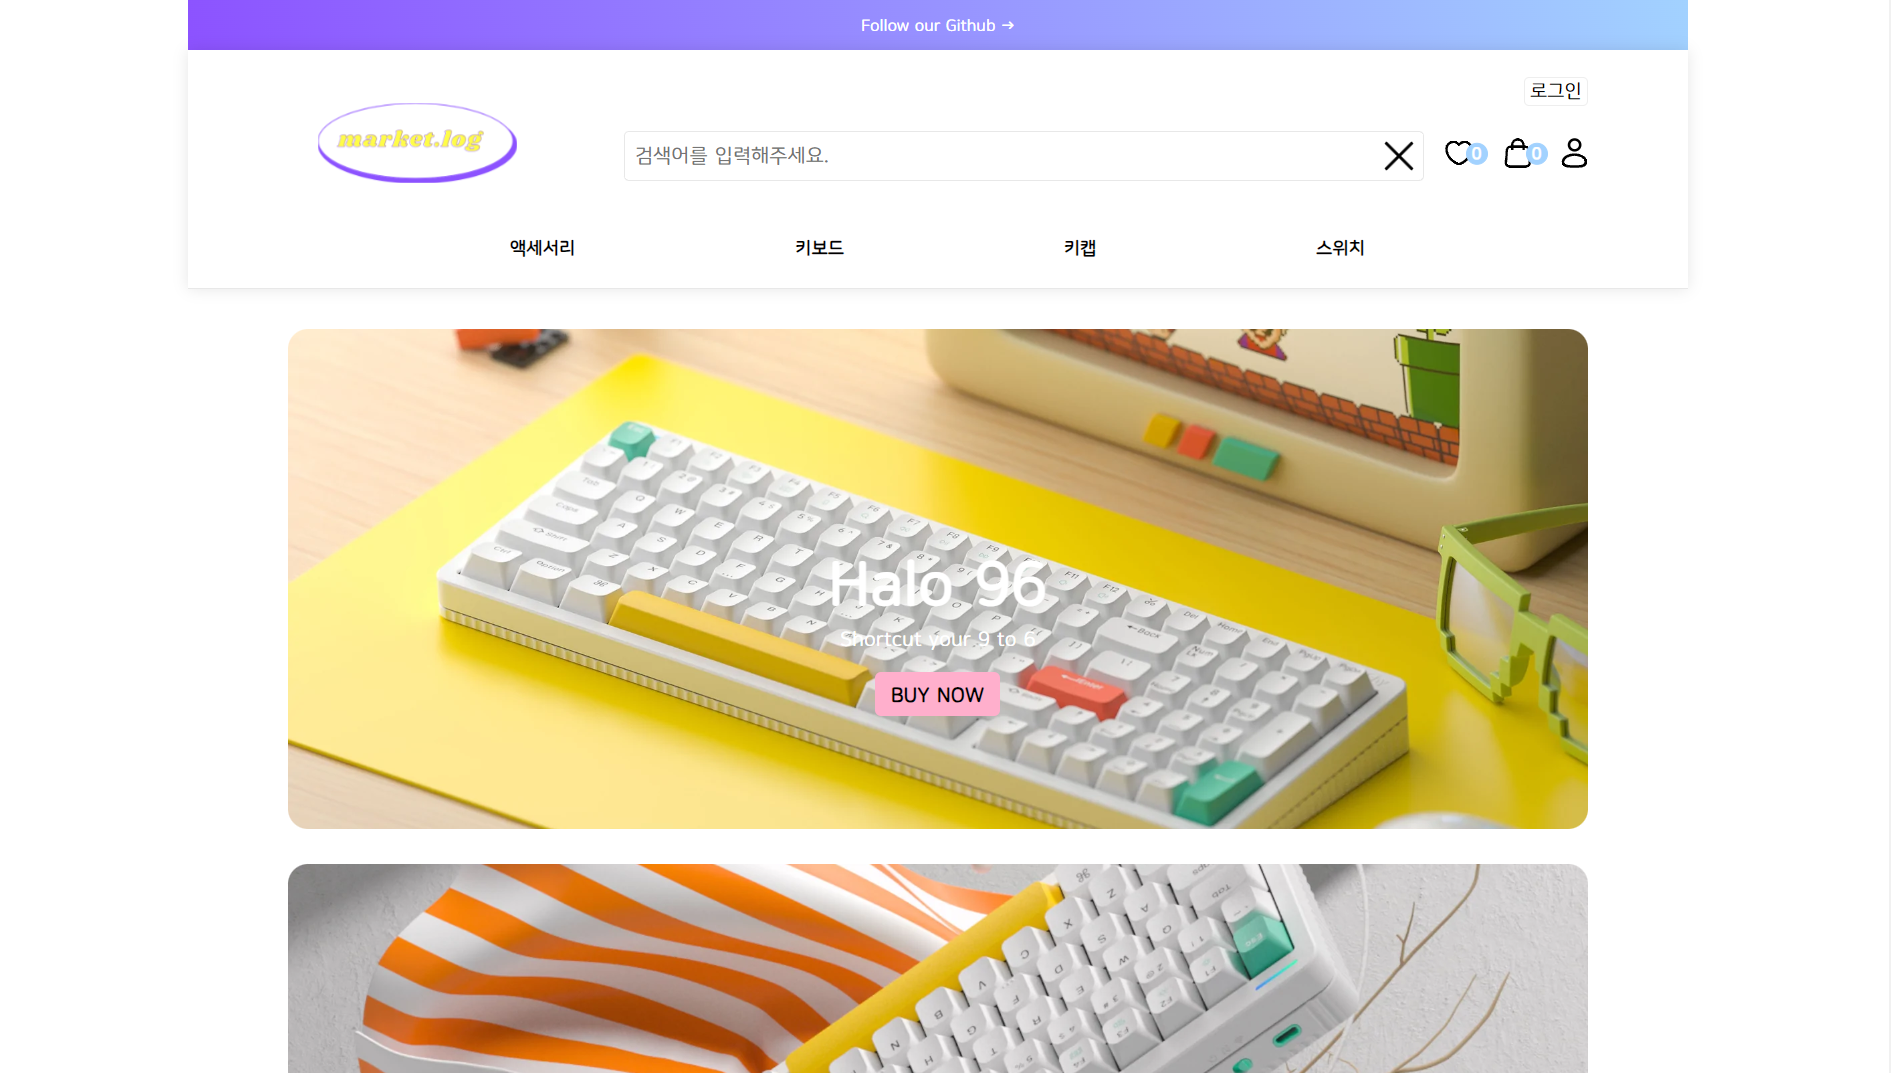 Follow our Github →
로그인
market.log
검색어를 입력해주세요.
0
0
액세서리
키보드
키캡
스위치
Halo 96
Shortcut your 9 to 6
BUY NOW